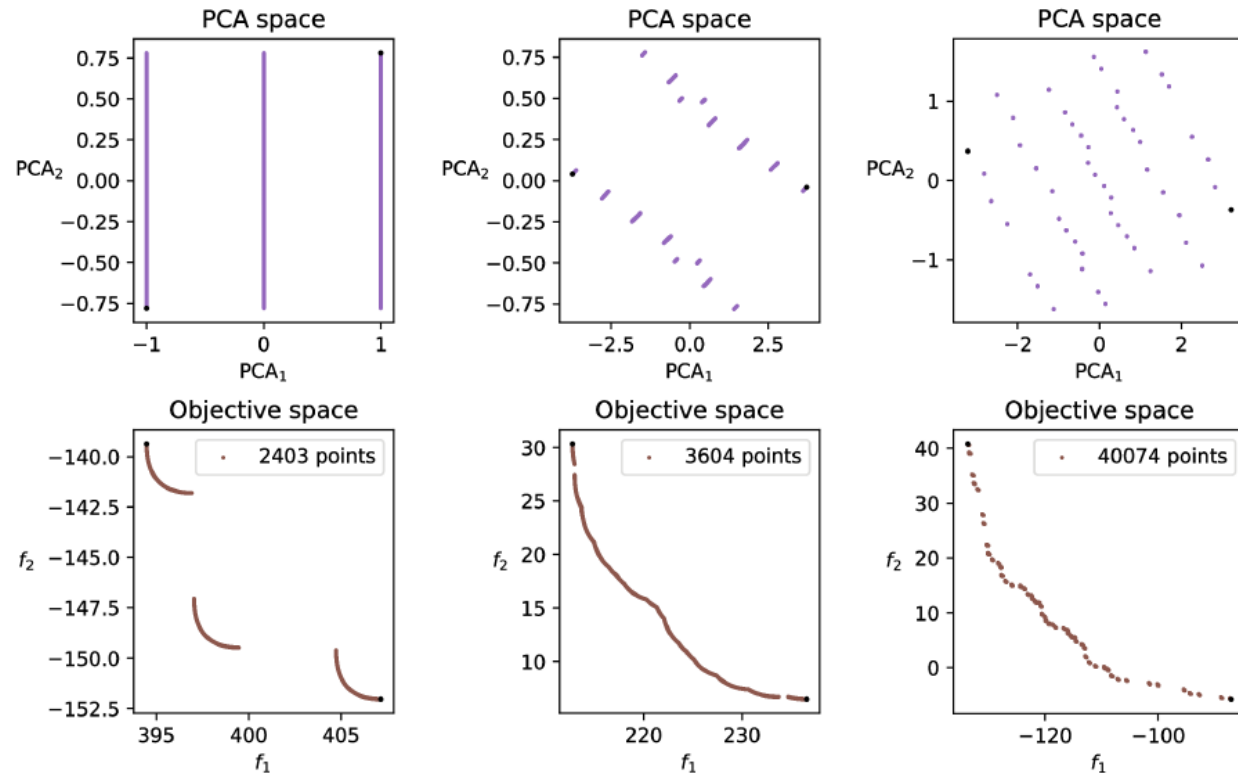 PCA space
0.75
0.50
0.25
PCA₂
0.00
−0.25
−0.50
−0.75
−1
0
1
PCA₁
PCA space
0.75
0.50
0.25
PCA₂
0.00
−0.25
−0.50
−0.75
−2.5
0.0
2.5
PCA₁
PCA space
1
PCA₂
0
−1
−2
0
2
PCA₁
Objective space
2403 points
−140.0
−142.5
f₂
−145.0
−147.5
−150.0
−152.5
395
400
405
f₁
Objective space
3604 points
30
25
f₂
20
15
10
220
230
f₁
Objective space
40074 points
40
30
f₂
20
10
0
−120
−100
f₁